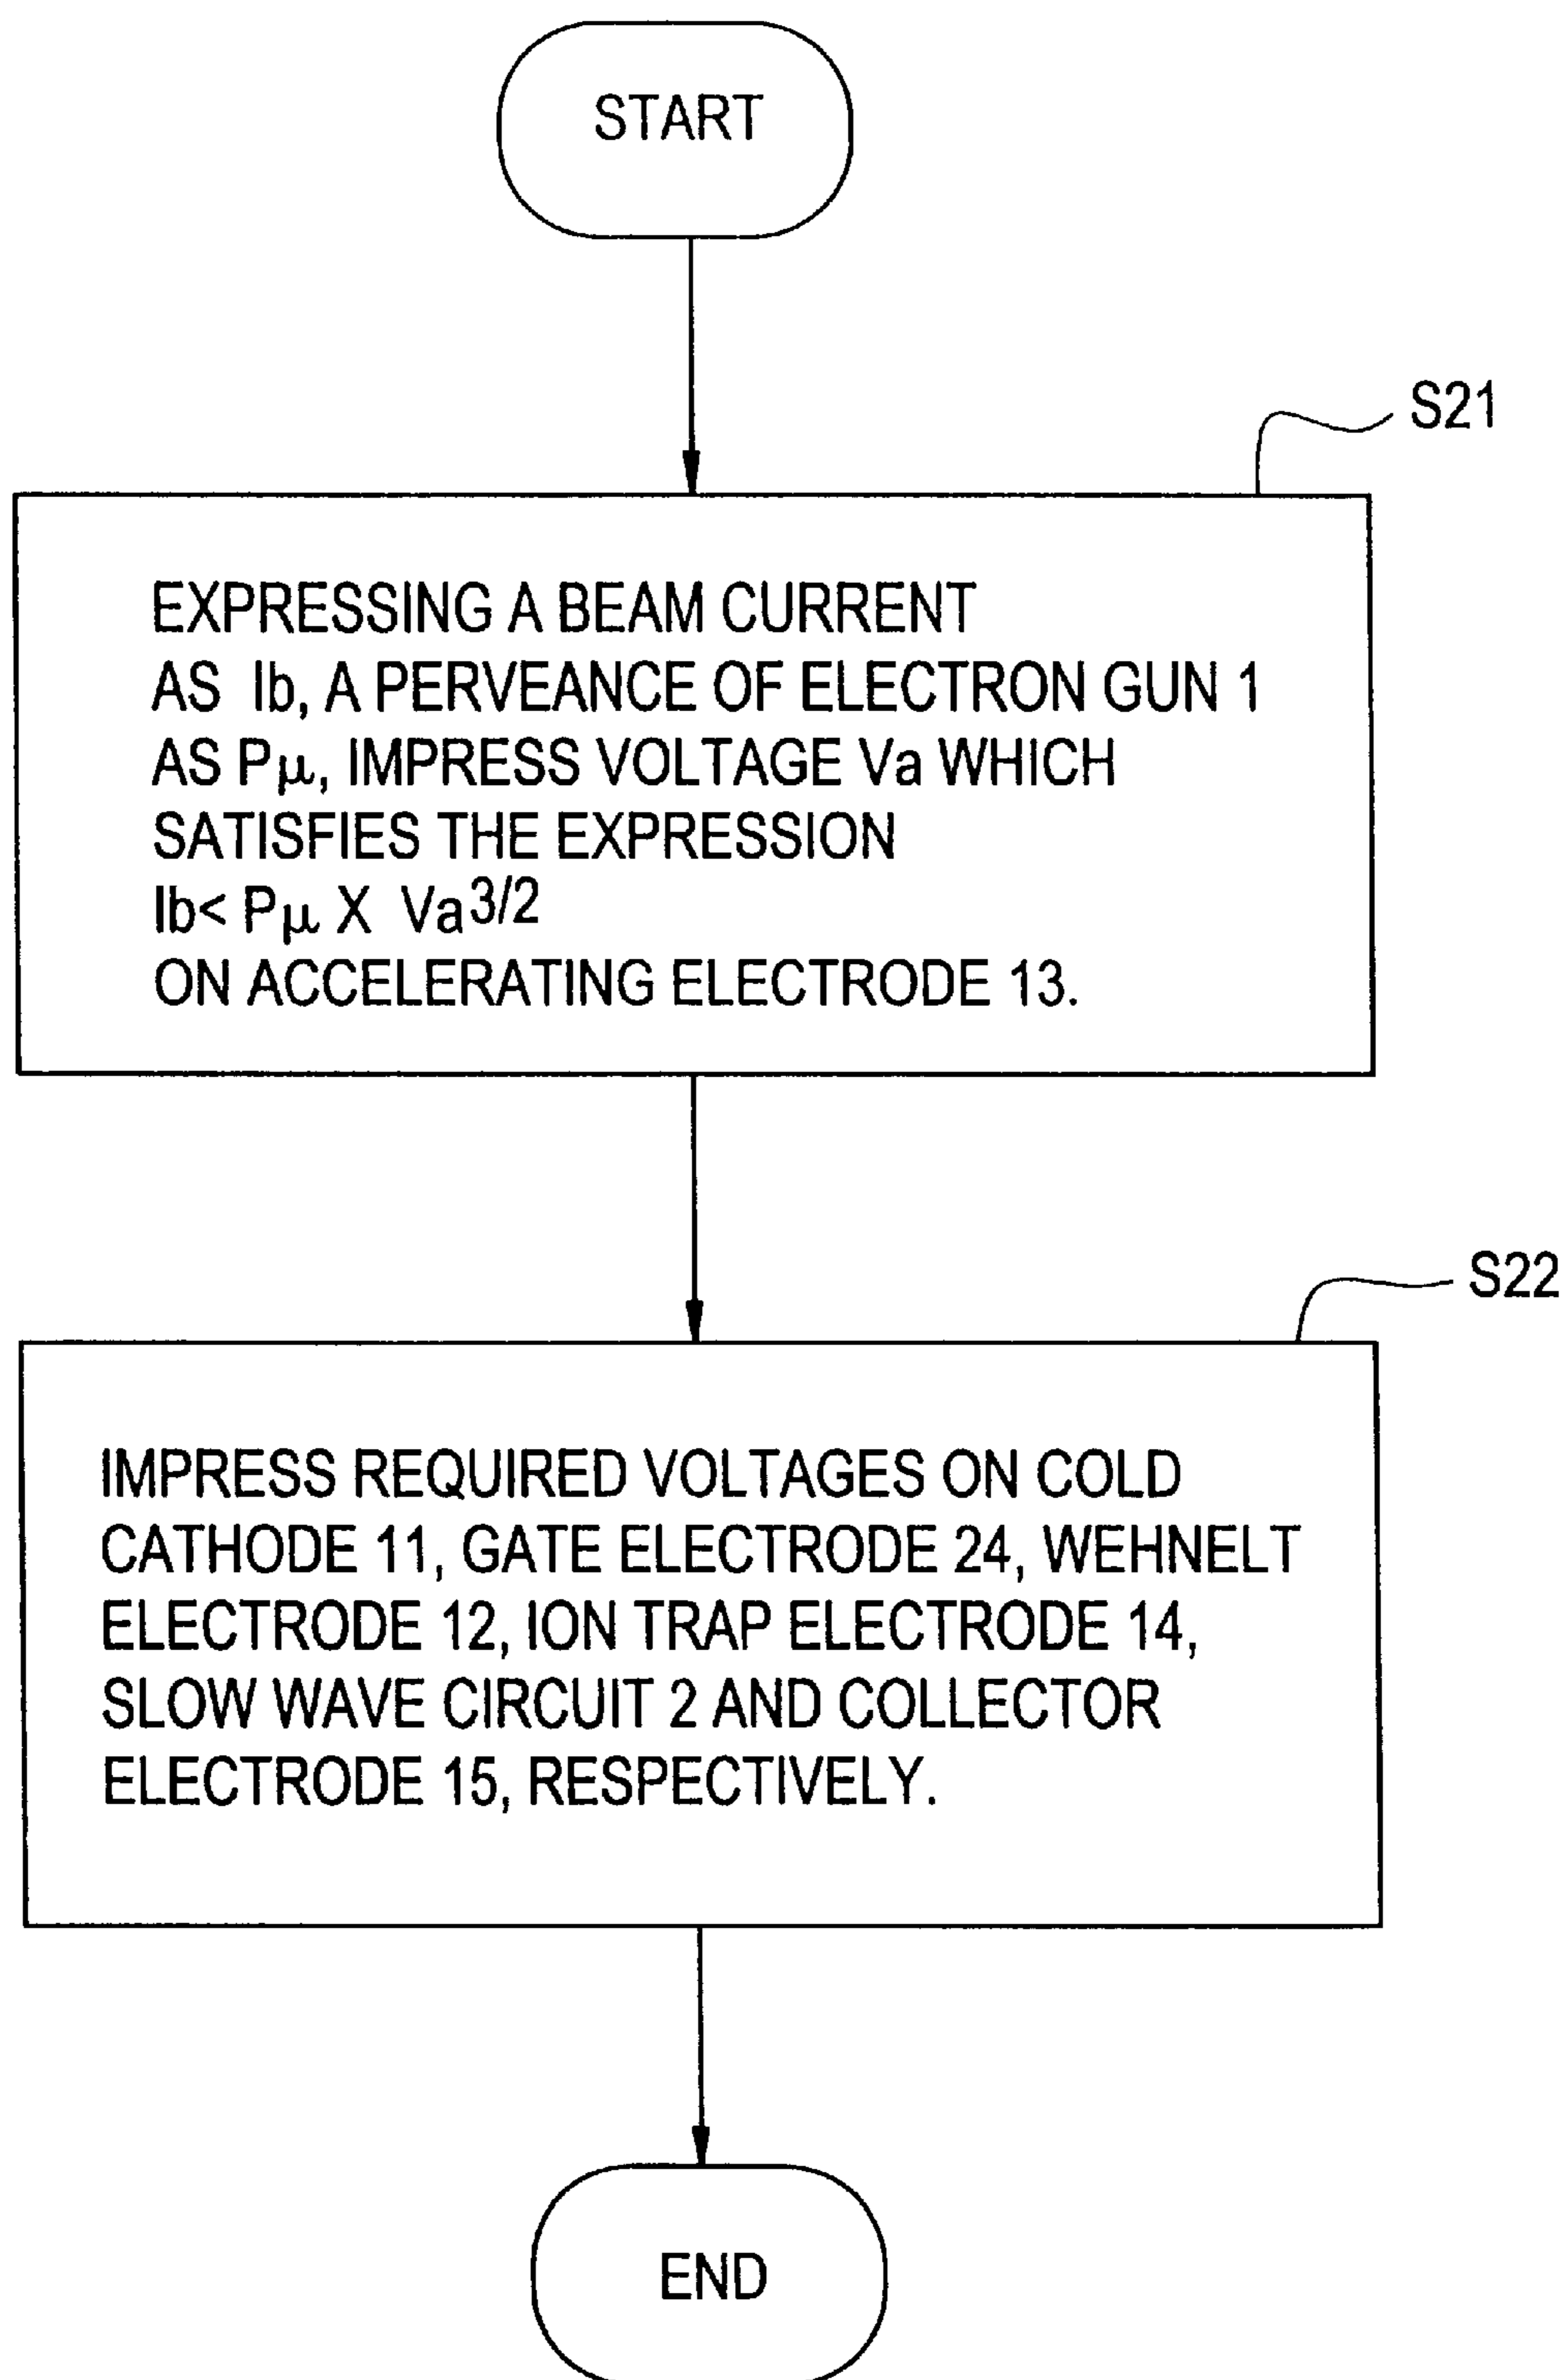 START
S21
EXPRESSING A BEAM CURRENT
AS Ib, A PERVEANCE OF ELECTRON GUN 1
AS Pμ, IMPRESS VOLTAGE Va WHICH
SATISFIES THE EXPRESSION
Ib< Pμ X Va3/2
ON ACCELERATING ELECTRODE 13.
S22
IMPRESS REQUIRED VOLTAGES ON COLD
CATHODE 11, GATE ELECTRODE 24, WEHNELT
ELECTRODE 12, ION TRAP ELECTRODE 14,
SLOW WAVE CIRCUIT 2 AND COLLECTOR
ELECTRODE 15, RESPECTIVELY.
END